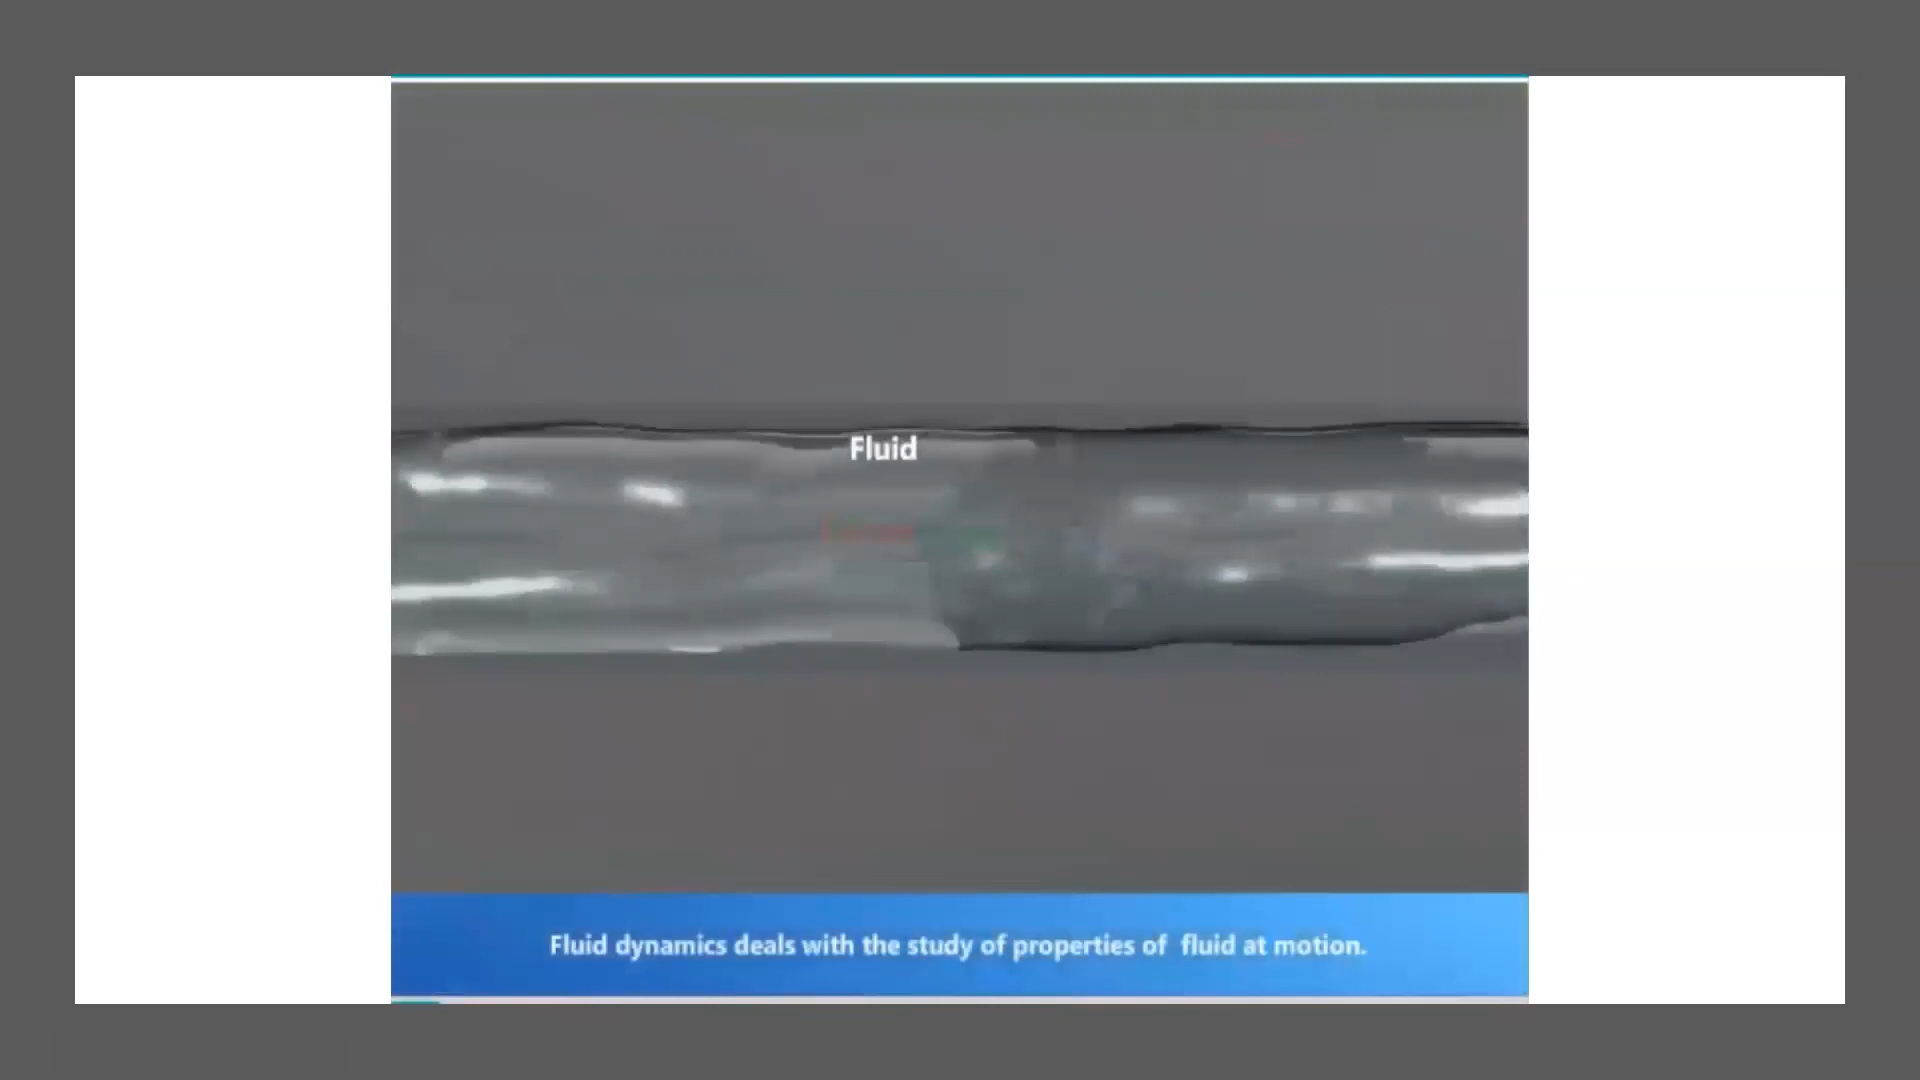 Fluid
Fluid dynamics deals with the study of properties of  fluid at motion.